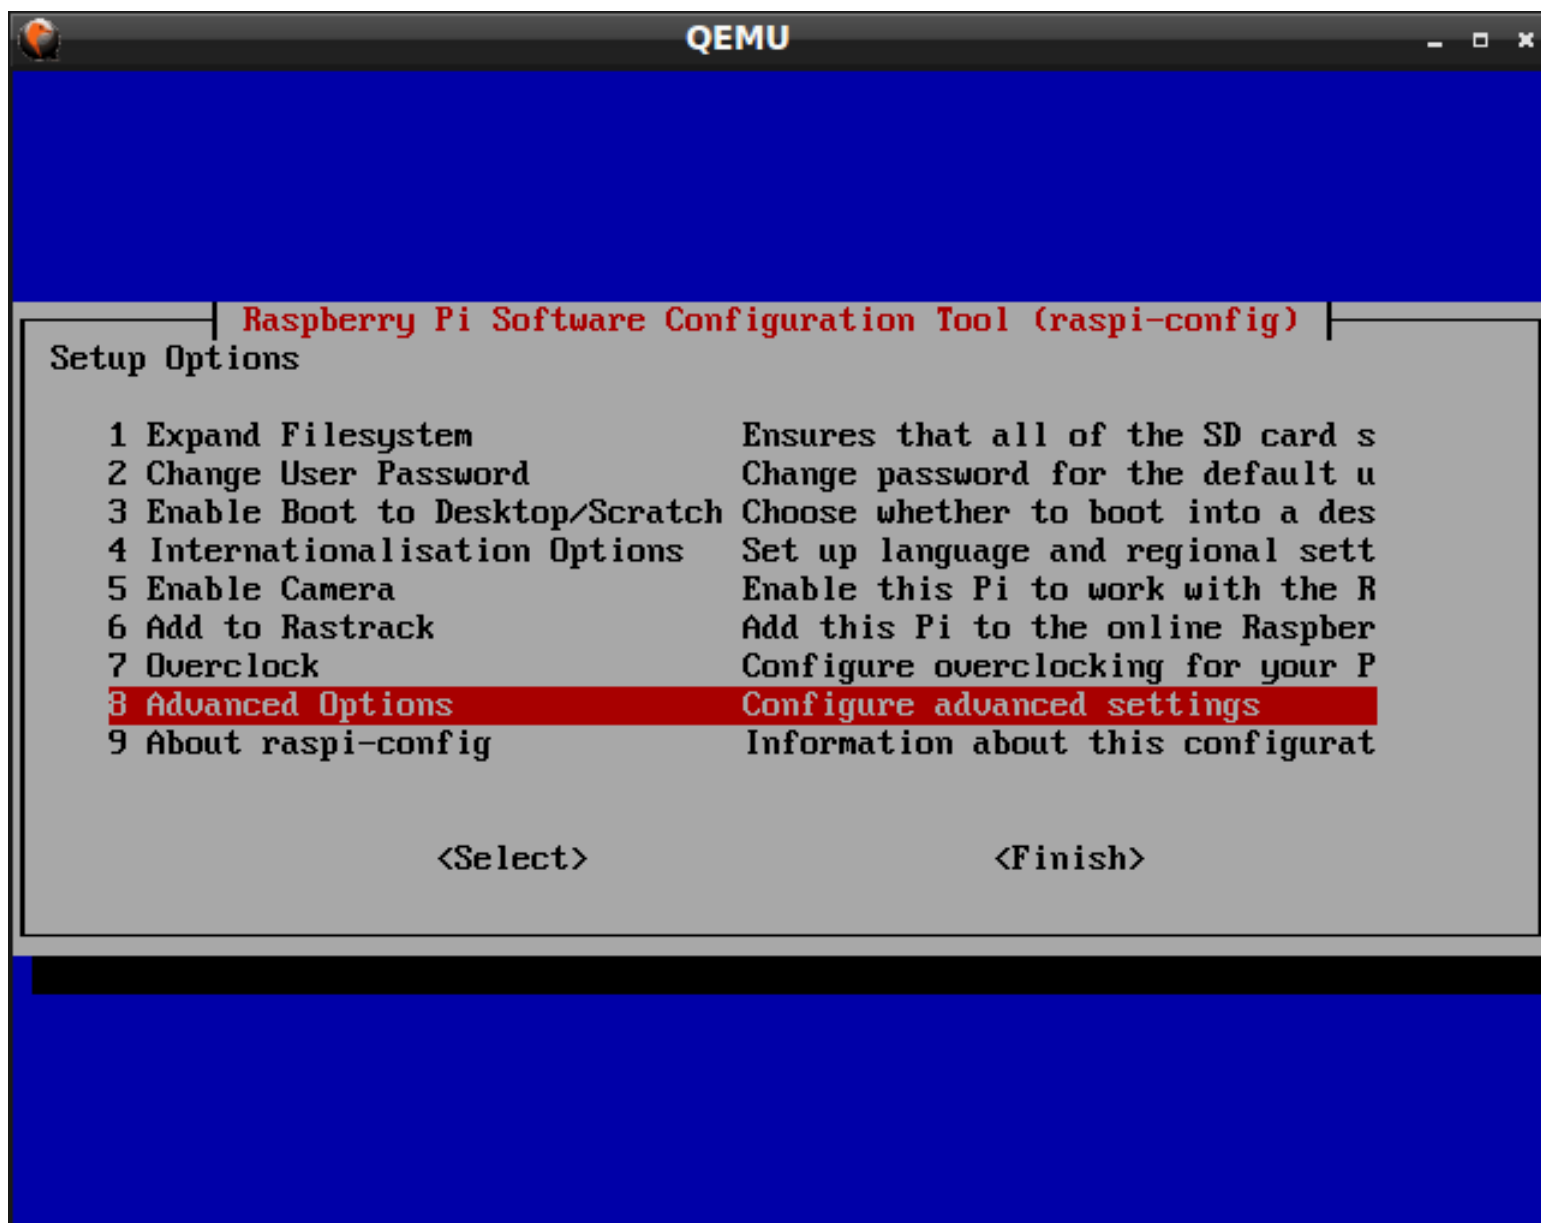 QEMU
Raspberry Pi Software Configuration Tool (raspi-config)
Setup Options
1 Expand Filesystem Ensures that all of the SD card s
2 Change User Password Change password for the default u
3 Enable Boot to Desktop/Scratch Choose whether to boot into a des
4 Internationalisation Options Set up language and regional sett
5 Enable Camera Enable this Pi to work with the R
6 Add to Rastrack Add this Pi to the online Raspber
7 Overclock Configure overclocking for your P
8 Advanced Options Configure advanced settings
9 About raspi-config Information about this configurat
<Select> <Finish>